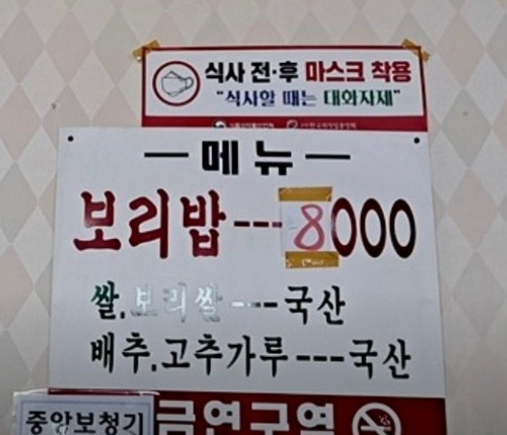 식사 전·후 마스크 착용
"식사할 때는 대화자제"
메뉴
보리밥---8000
쌀.보리쌀---국산
배추.고추가루---국산
중앙보청기
금연구역